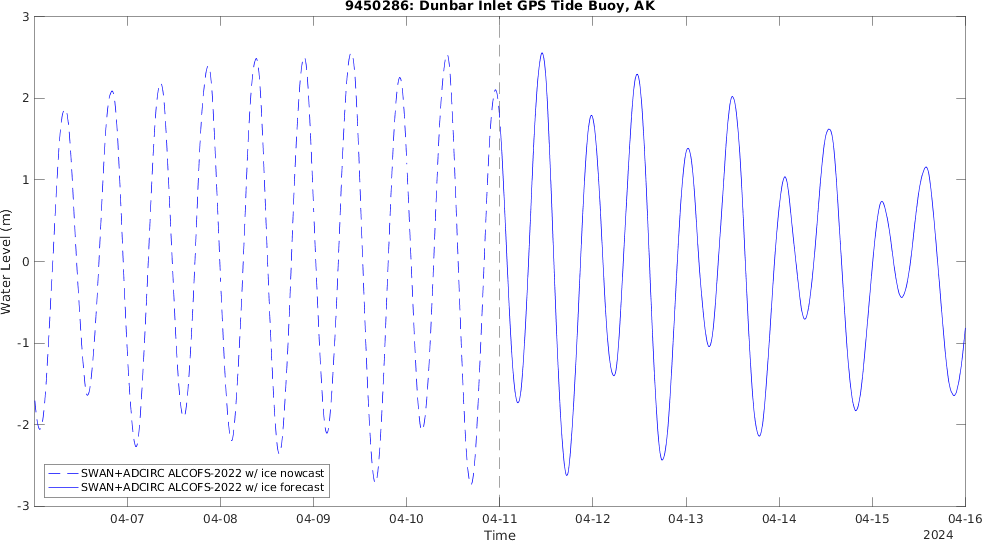 9450286: Dunbar Inlet GPS Tide Buoy, AK
3
2
1
0
-1
-2
-3
Water Level (m)
SWAN+ADCIRC ALCOFS-2022 w/ ice nowcast
SWAN+ADCIRC ALCOFS-2022 w/ ice forecast
04-07 04-08 04-09 04-10 04-11 04-12 04-13 04-14 04-15 04-16
Time
2024